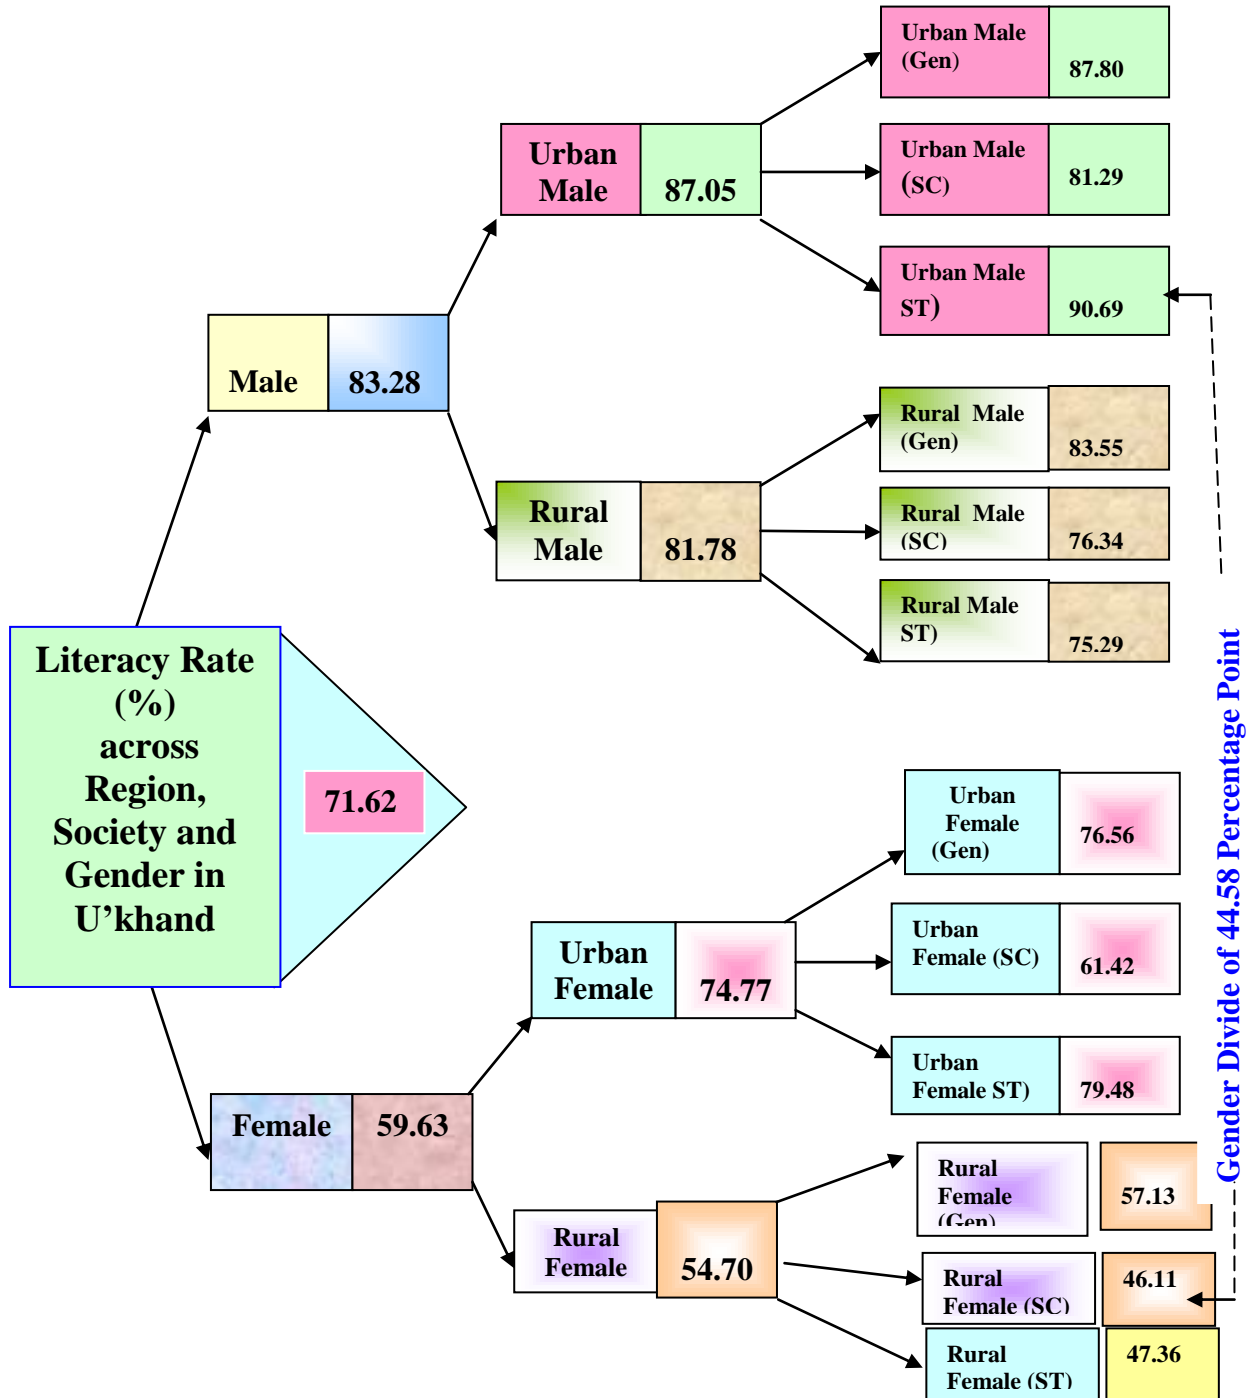 Urban Male
(Gen)
87.80
Urban Male
(SC)
81.29
Urban Male
ST)
90.69
Urban
Male
87.05
Male
83.28
Rural Male
(Gen)
83.55
Rural Male
(SC)
76.34
Rural Male
ST)
75.29
Rural
Male
81.78
Literacy Rate
(%)
across
Region,
Society and
Gender in
U'khand
71.62
Urban
Female
(Gen)
76.56
Urban
Female (SC)
61.42
Urban
Female ST)
79.48
Urban
Female
74.77
Female
59.63
Rural
Female
54.70
Rural
Female
(Gen)
57.13
Rural
Female (SC)
46.11
Rural
Female (ST)
47.36
Gender Divide of 44.58 Percentage Point